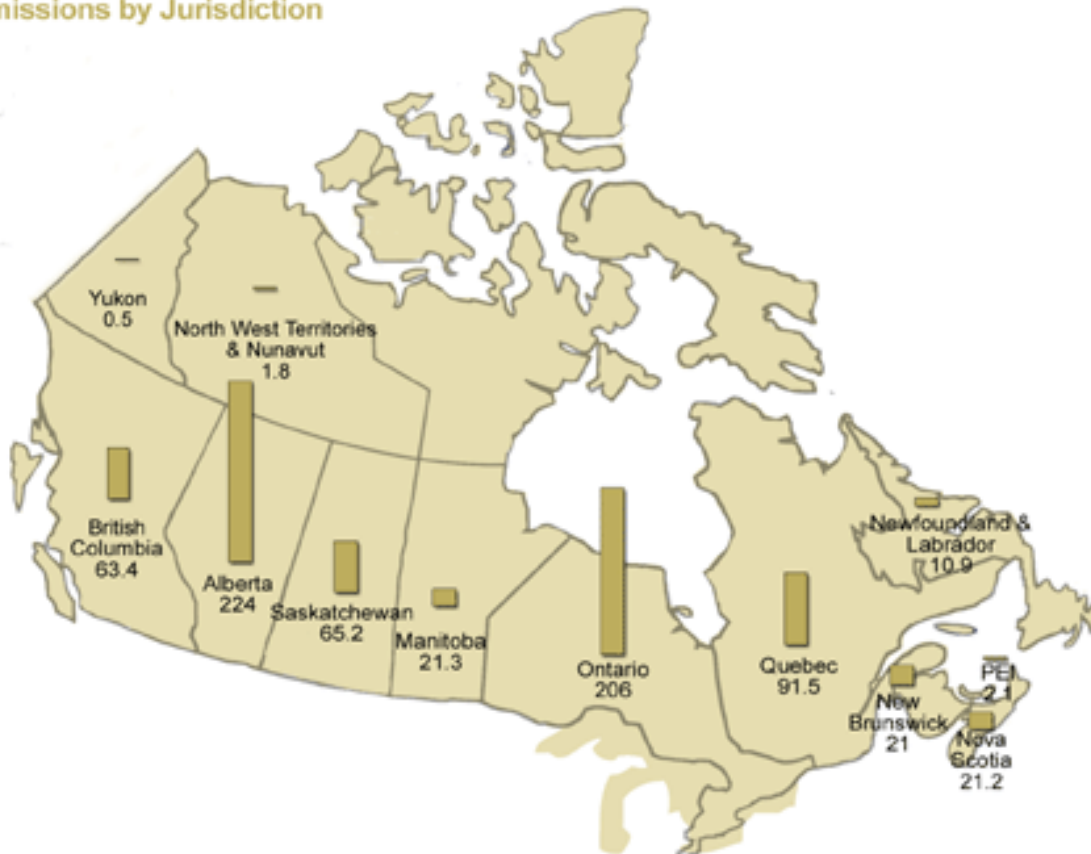 missions by Jurisdiction
Yukon
0.5
North West Territories
& Nunavut
1.8
British
Columbia
63.4
Alberta
224
Saskatchewan
65.2
Manitoba
21.3
Ontario
206
Quebec
91.5
Newfoundland &
Labrador
10.9
PEI
2.1
New
Brunswick
21
Nova
Scotia
21.2